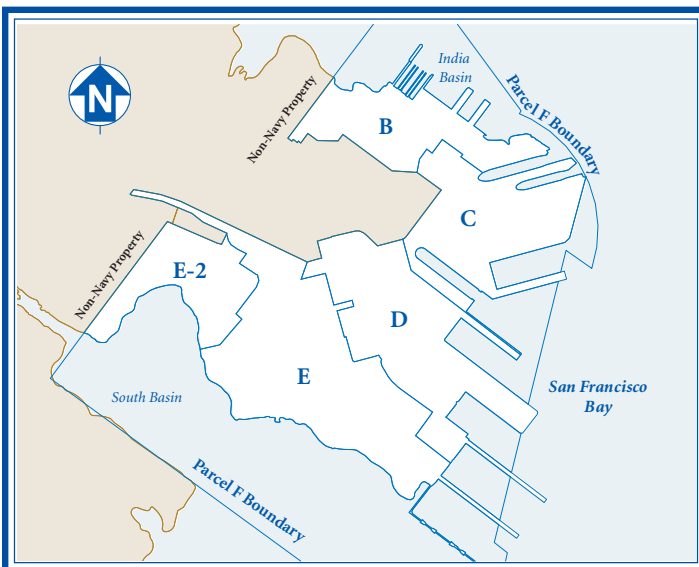 India
Basin
N
Non-Navy Property
Parcel F Boundary
B
C
Non-Navy Property
E-2
D
E
San Francisco
Bay
South Basin
Parcel F Boundary